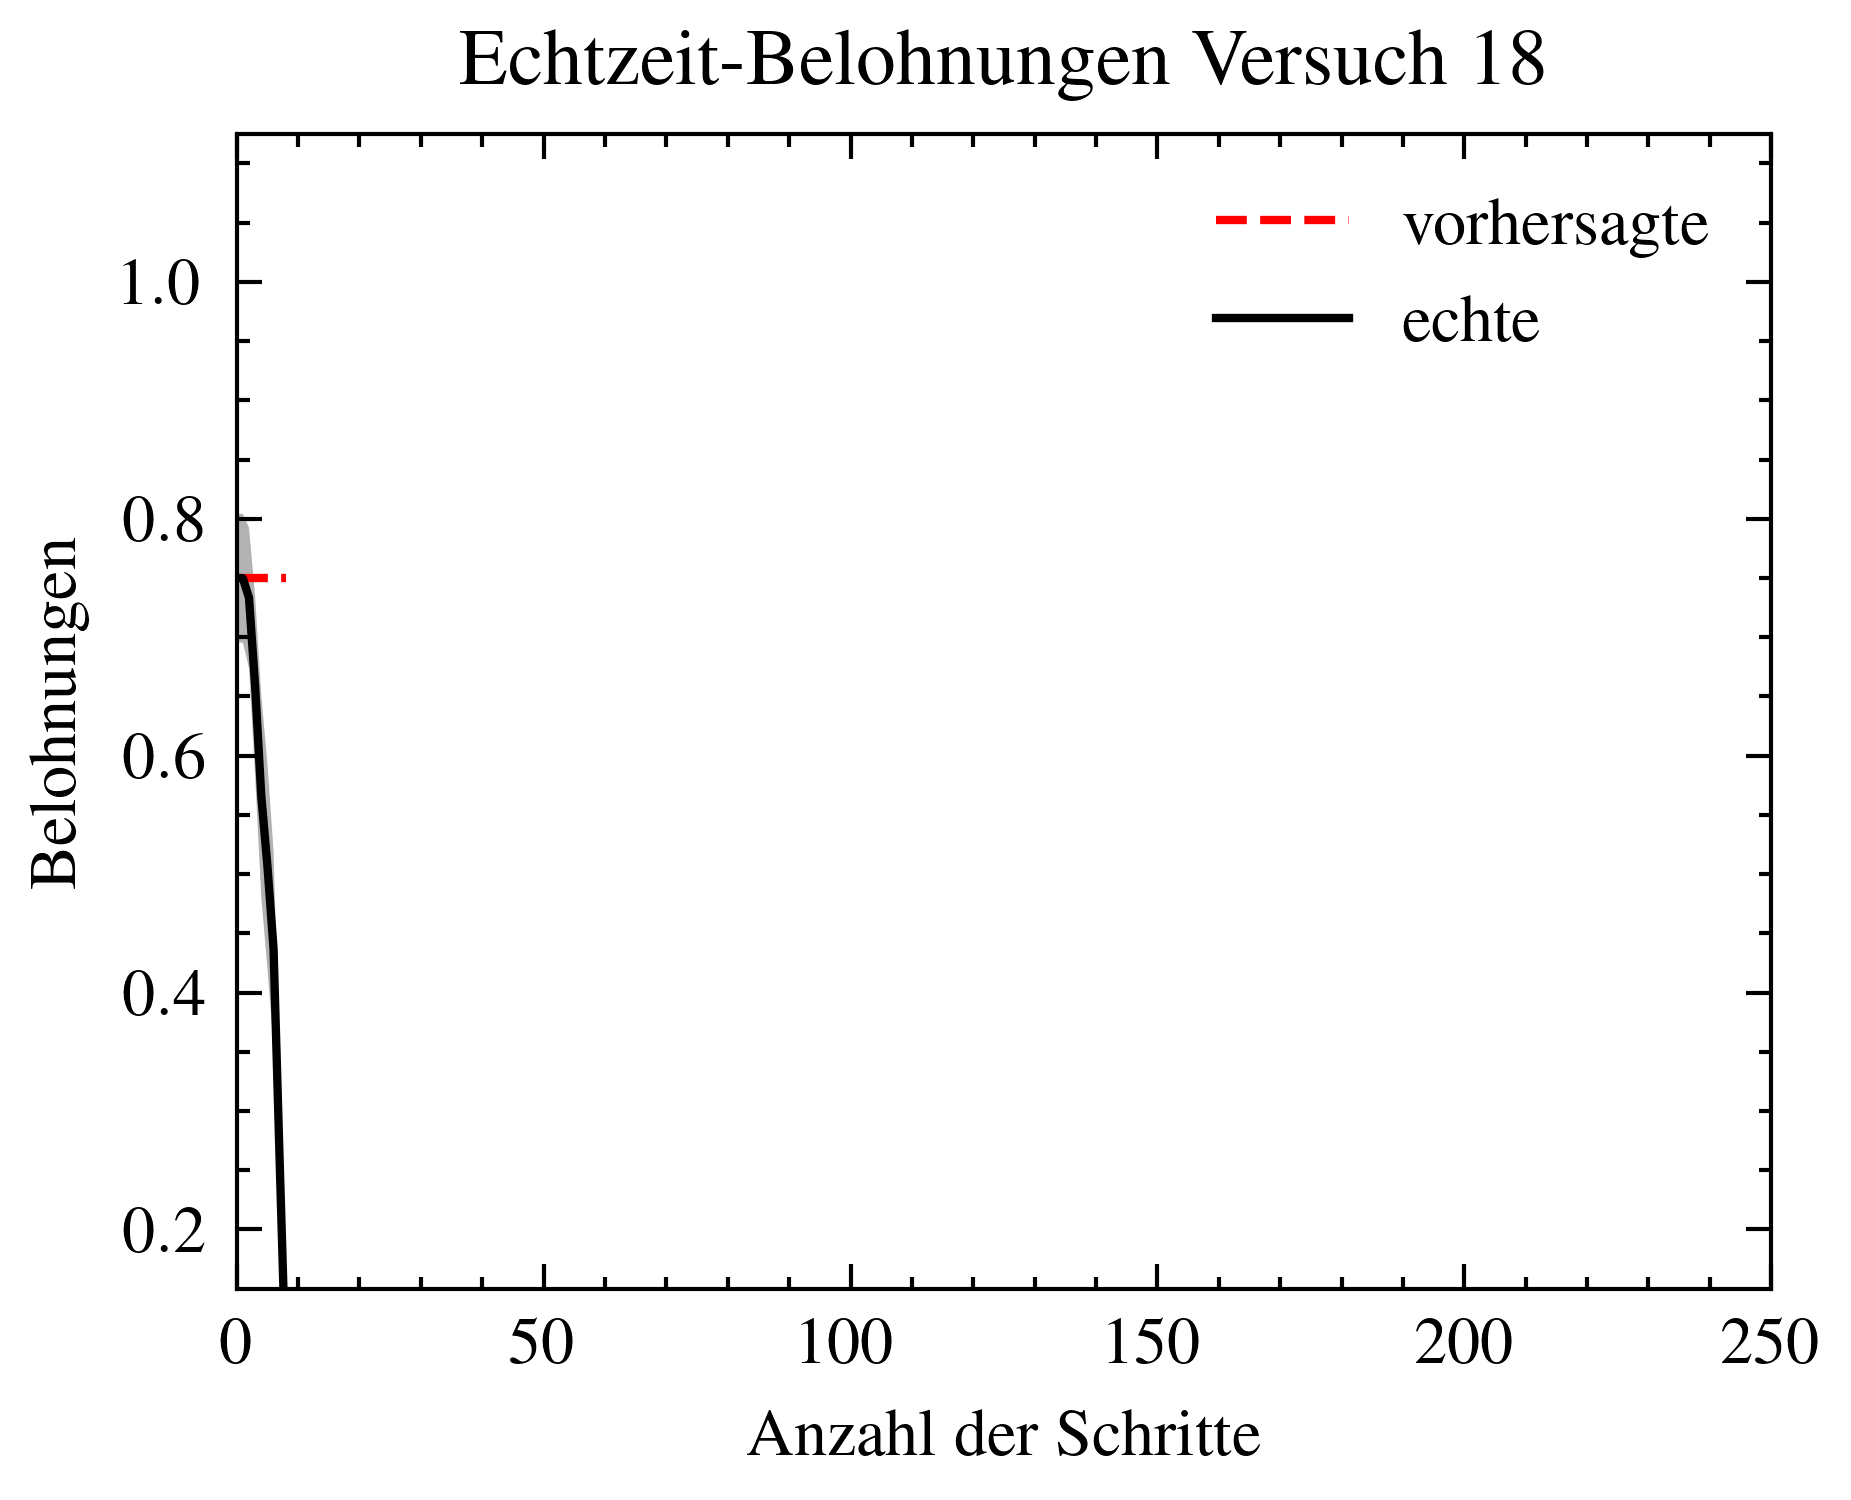 Echtzeit-Belohnungen Versuch 18
vorhersagte
echte
1.0
0.8
0.6
0.4
0.2
Belohnungen
0 50 100 150 200 250
Anzahl der Schritte